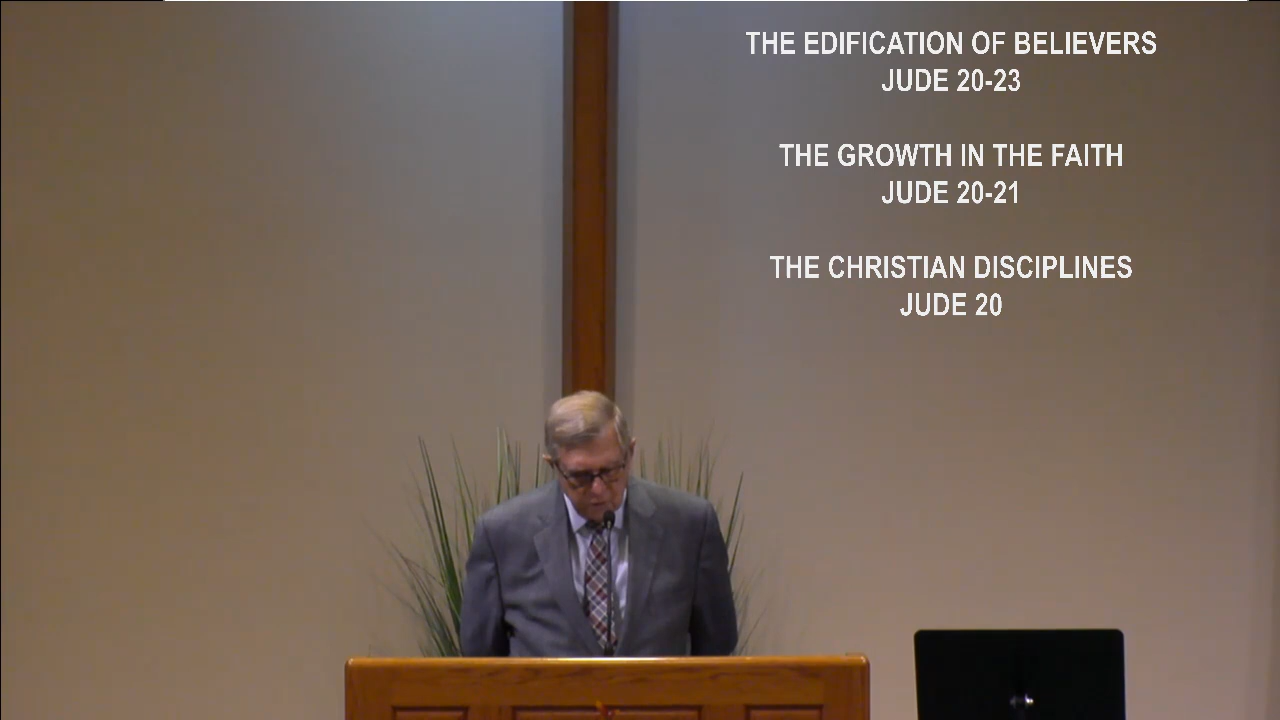 THE EDIFICATION OF BELIEVERS
JUDE 20-23
THE GROWTH IN THE FAITH
JUDE 20-21
THE CHRISTIAN DISCIPLINES
JUDE 20